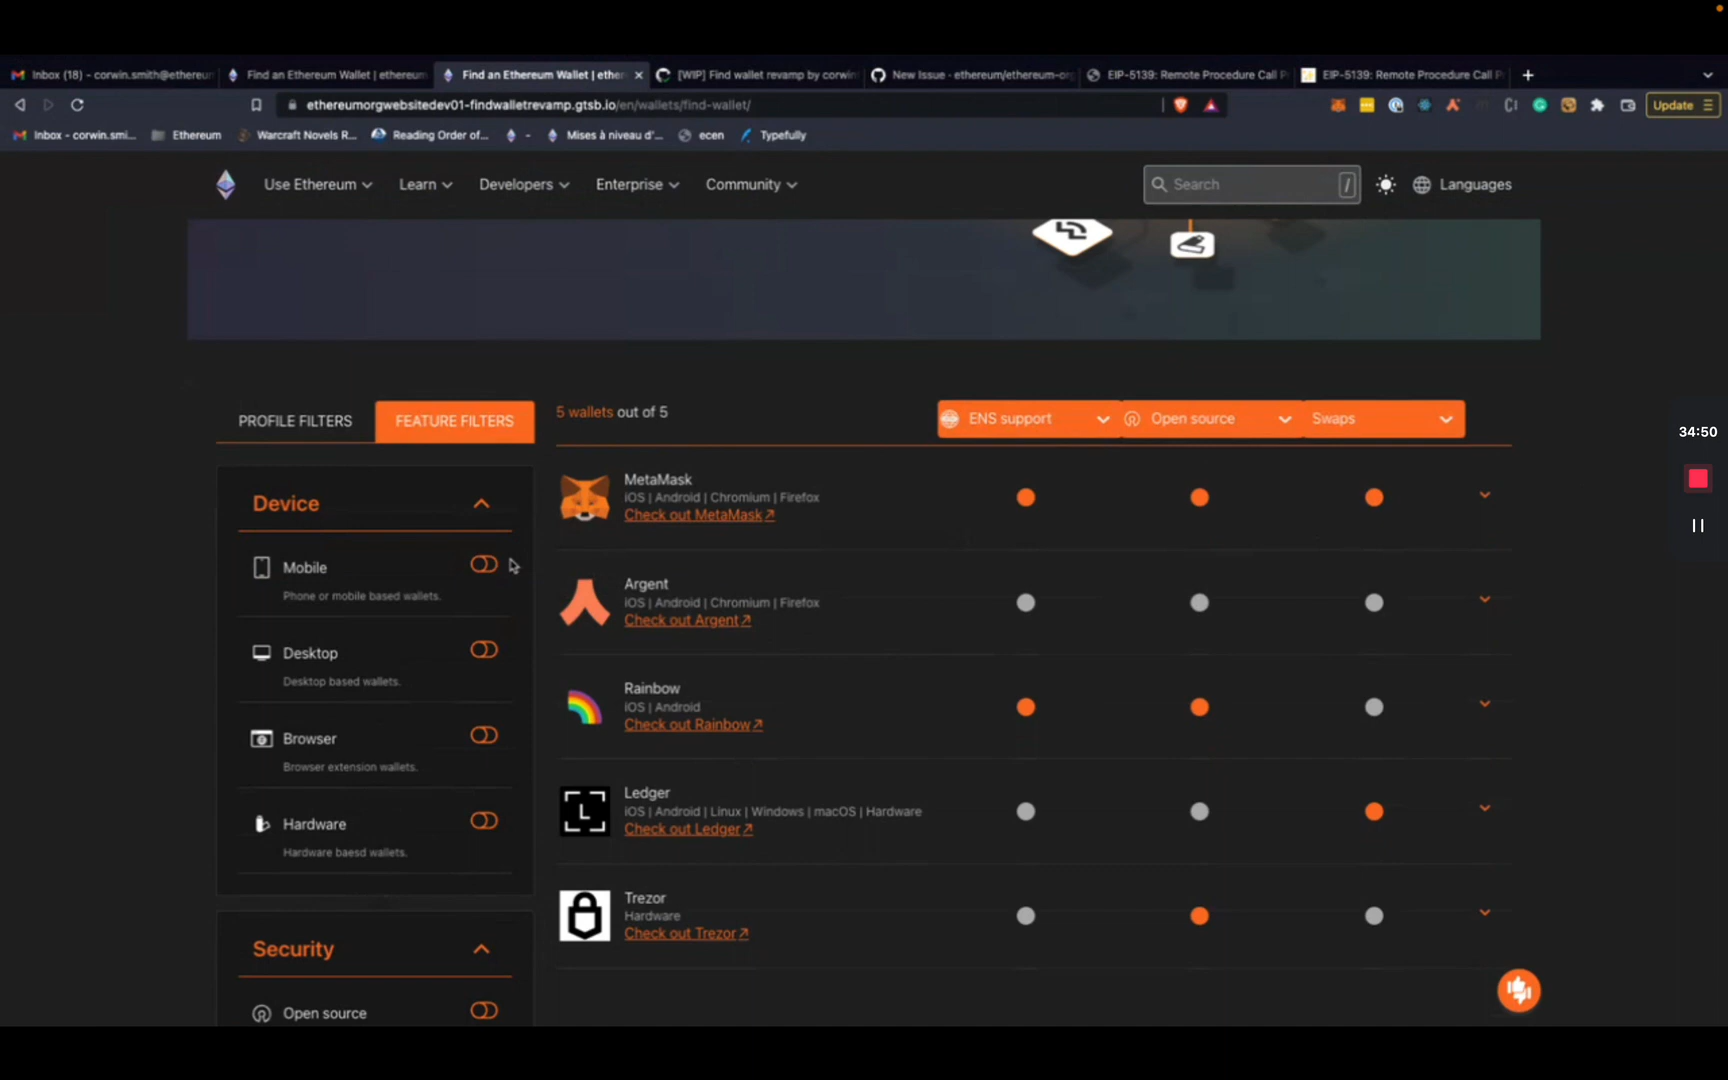 Inbox (18) - corwin.smith@ethereum
Find an Ethereum Wallet | ethereum
Find an Ethereum Wallet | ether
[WIP] Find wallet revamp by corwin
New Issue - ethereum/ethereum-org
EIP-5139: Remote Procedure Call P
EIP-5139: Remote Procedure Call P
ethereumorgwebsitedev01-findwalletrevamp.gtsb.io/en/wallets/find-wallet/
Update
Inbox - corwin.smi...
Ethereum
Warcraft Novels R...
Reading Order of...
-
Mises à niveau d'...
ecen
Typefully
Use Ethereum
Learn
Developers
Enterprise
Community
Search
/
Languages
PROFILE FILTERS
FEATURE FILTERS
5 wallets out of 5
ENS support
Open source
Swaps
34:50
Device
Mobile
Phone or mobile based wallets.
Desktop
Desktop based wallets.
Browser
Browser extension wallets.
Hardware
Hardware baesd wallets.
Security
Open source
MetaMask
iOS | Android | Chromium | Firefox
Check out MetaMask
Argent
iOS | Android | Chromium | Firefox
Check out Argent
Rainbow
iOS | Android
Check out Rainbow
L
Ledger
iOS | Android | Linux | Windows | macOS | Hardware
Check out Ledger
Trezor
Hardware
Check out Trezor